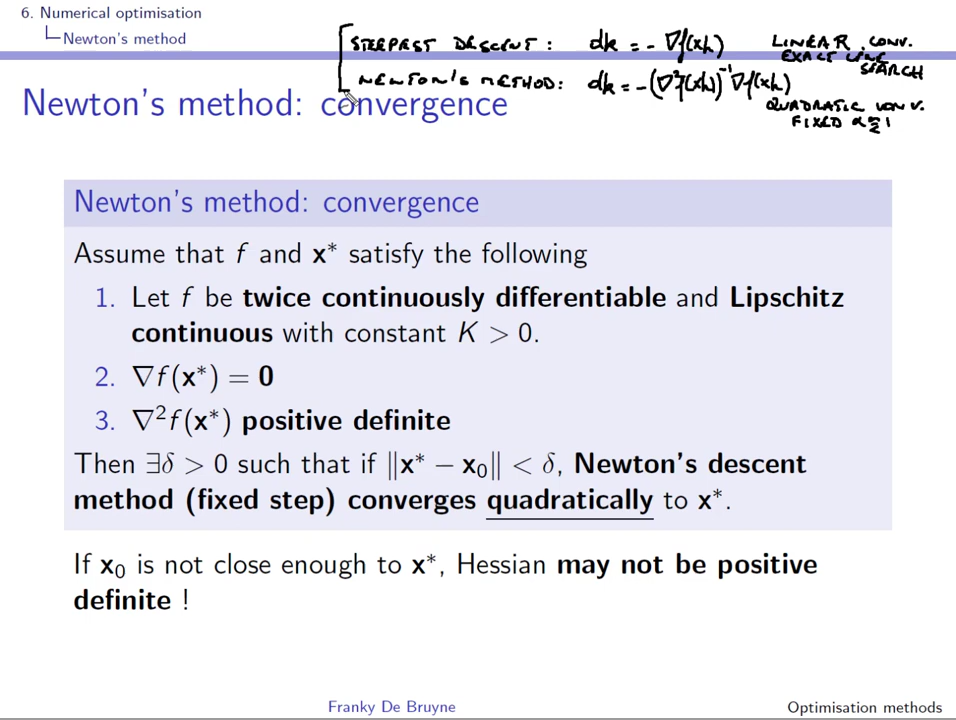 6. Numerical optimisation
Newton's method
STEEPEST DESCENT: dk = - ∇f(xk) LINEAR CONV.
EXACT LINE SEARCH
NEWTON'S METHOD: dk = -(∇²f(xk))⁻¹ ∇f(xk)
QUADRATIC CONV.
FIXED α = 1
Newton's method: convergence
Newton's method: convergence
Assume that f and x* satisfy the following
1. Let f be twice continuously differentiable and Lipschitz
continuous with constant K > 0.
2. ∇f(x*) = 0
3. ∇²f(x*) positive definite
Then ∃δ > 0 such that if ‖x* − x₀‖ < δ, Newton's descent
method (fixed step) converges quadratically to x*.
If x₀ is not close enough to x*, Hessian may not be positive
definite !
Franky De Bruyne
Optimisation methods